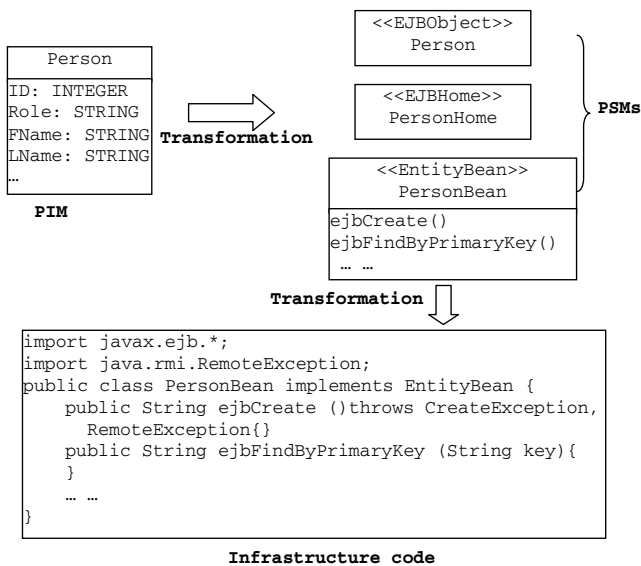 Person
ID: INTEGER
Role: STRING
FName: STRING
LName: STRING
…
PIM
Transformation
<<EJBObject>>
Person
<<EJBHome>>
PersonHome
<<EntityBean>>
PersonBean
ejbCreate()
ejbFindByPrimaryKey()
… …
PSMs
Transformation
import javax.ejb.*;
import java.rmi.RemoteException;
public class PersonBean implements EntityBean {
public String ejbCreate ()throws CreateException,
RemoteException{}
public String ejbFindByPrimaryKey (String key){
}
… …
}
Infrastructure code